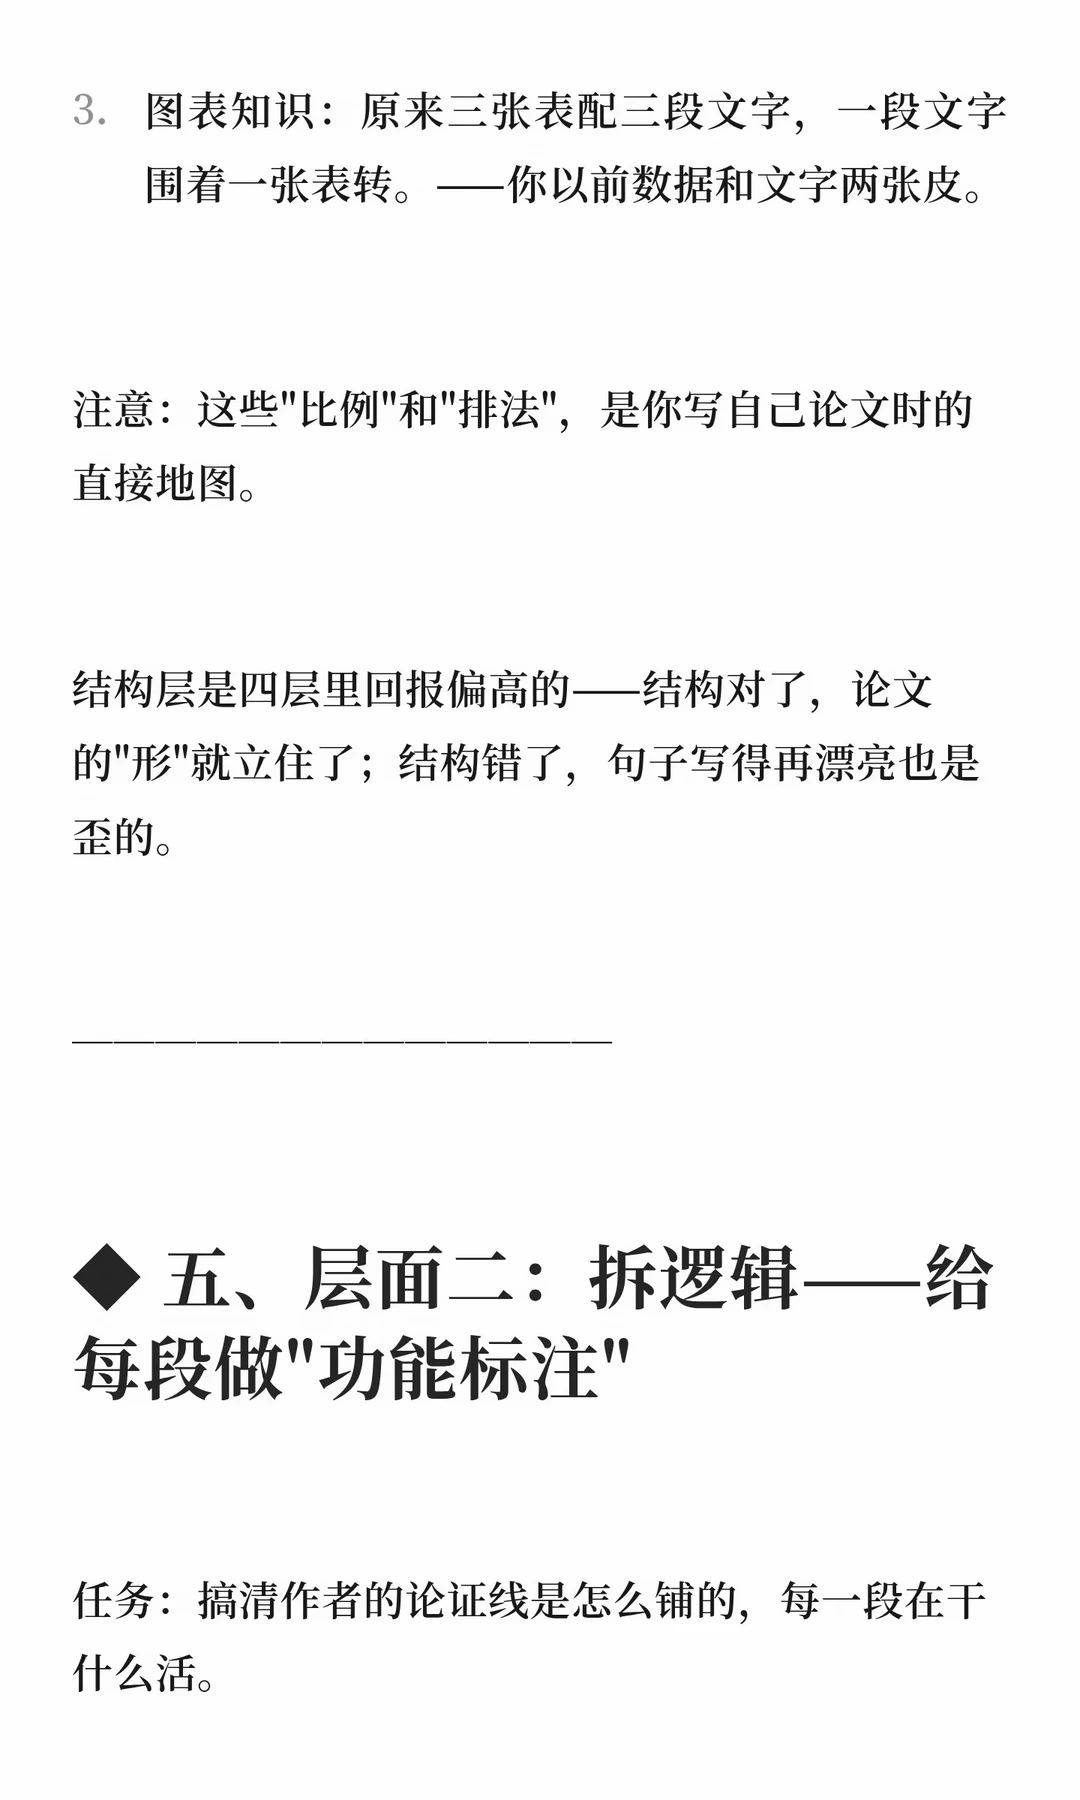 3. 图表知识：原来三张表配三段文字，一段文字
围着一张表转。——你以前数据和文字两张皮。
注意：这些"比例"和"排法"，是你写自己论文时的
直接地图。
结构层是四层里回报偏高的——结构对了，论文
的"形"就立住了；结构错了，句子写得再漂亮也是
歪的。
—————————————
◆ 五、层面二：拆逻辑——给
每段做"功能标注"
任务：搞清作者的论证线是怎么铺的，每一段在干
什么活。